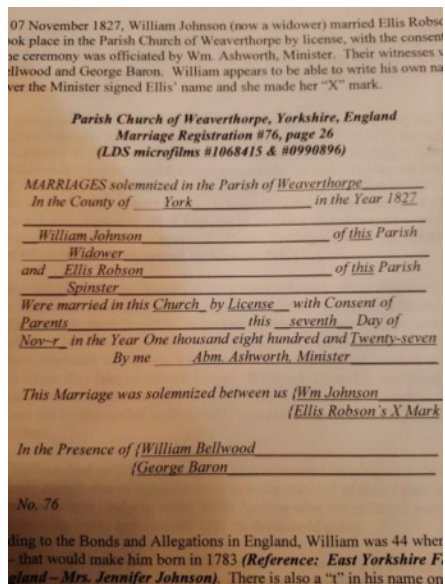 07 November 1827, William Johnson (now a widower) married Ellis
ook place in the Parish Church of Weaverthorpe by license, with the consent
ne ceremony was officiated by Wm. Ashworth, Minister. Their witnesses
ellwood and George Baron. William appears to be able to write his own
ver the Minister signed Ellis' name and she made her "X" mark.
Parish Church of Weaverthorpe, Yorkshire, England
Marriage Registration #76, page 26
(LDS microfilms #1068415 & #0990896)
MARRIAGES solemnized in the Parish of Weaverthorpe
In the County of York in the Year 1827
William Johnson of this Parish
Widower
and Ellis Robson of this Parish
Spinster
Were married in this Church by License with Consent of
Parents this seventh Day of
Nov~r in the Year One thousand eight hundred and Twenty-seven
By me Abm. Ashworth, Minister
This Marriage was solemnized between us {Wm Johnson
{Ellis Robson's X Mark
In the Presence of {William Bellwood
{George Baron
No. 76
ding to the Bonds and Allegations in England, William was 44 when
- that would make him born in 1783 (Reference: East Yorkshire
gland – Mrs. Jennifer Johnson). There is also a "t" in his name in